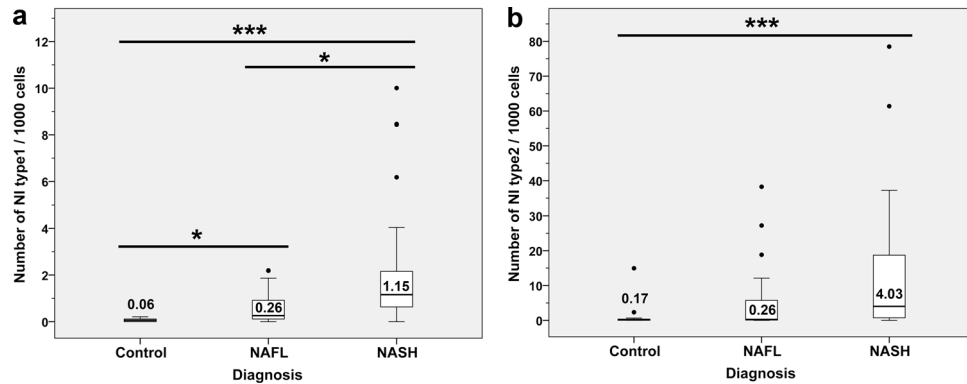 a
***
*
*
Number of NI type1 / 1000 cells
12
10
8
6
4
2
0
0.06
0.26
1.15
Control
NAFL
NASH
Diagnosis
b
***
Number of NI type2 / 1000 cells
80
70
60
50
40
30
20
10
0
0.17
0.26
4.03
Control
NAFL
NASH
Diagnosis